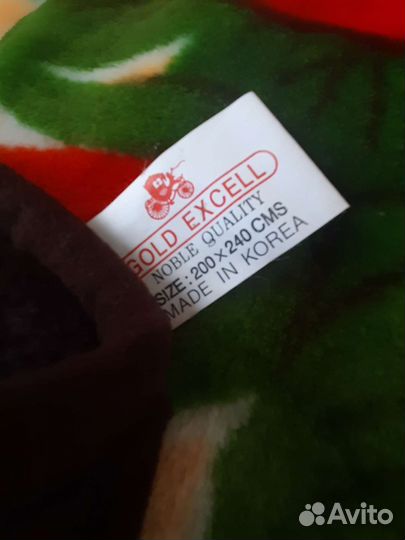 GOLD EXCELL
NOBLE QUALITY
SIZE: 200 X 240 CMS
MADE IN KOREA
Avito